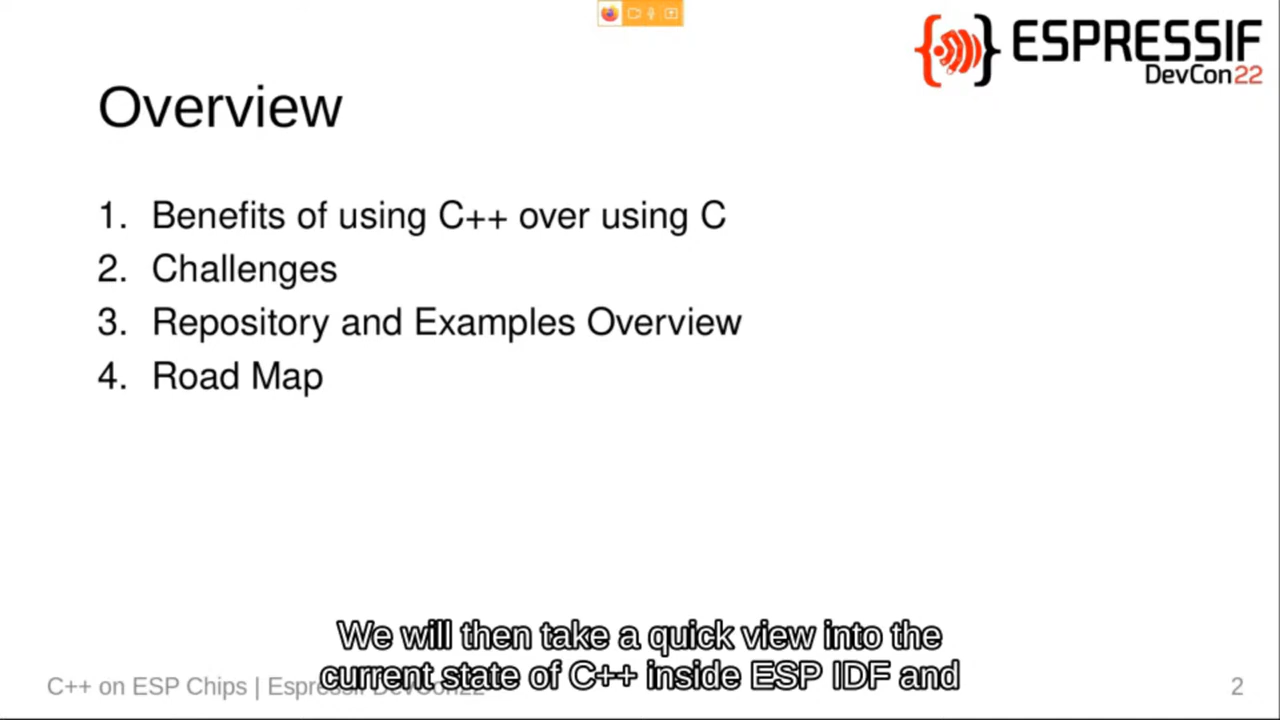 ESPRESSIF
DevCon22
Overview
1. Benefits of using C++ over using C
2. Challenges
3. Repository and Examples Overview
4. Road Map
We will then take a quick view into the
current state of C++ inside ESP IDF and
C++ on ESP Chips | Espressif DevCon22
2